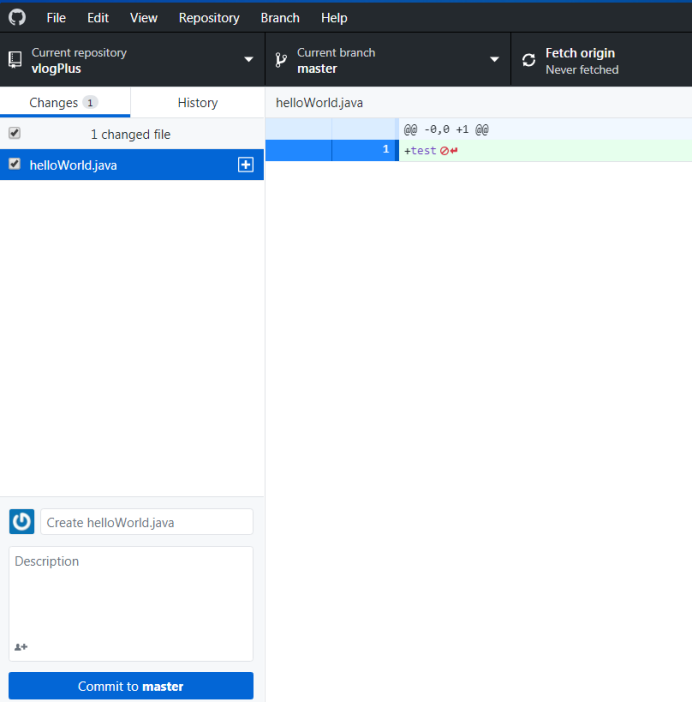 File Edit View Repository Branch Help
Current repository
vlogPlus
Current branch
master
Fetch origin
Never fetched
Changes 1
History
helloWorld.java
1 changed file
helloWorld.java
@@ -0,0 +1 @@
1 +test
Create helloWorld.java
Description
Commit to master